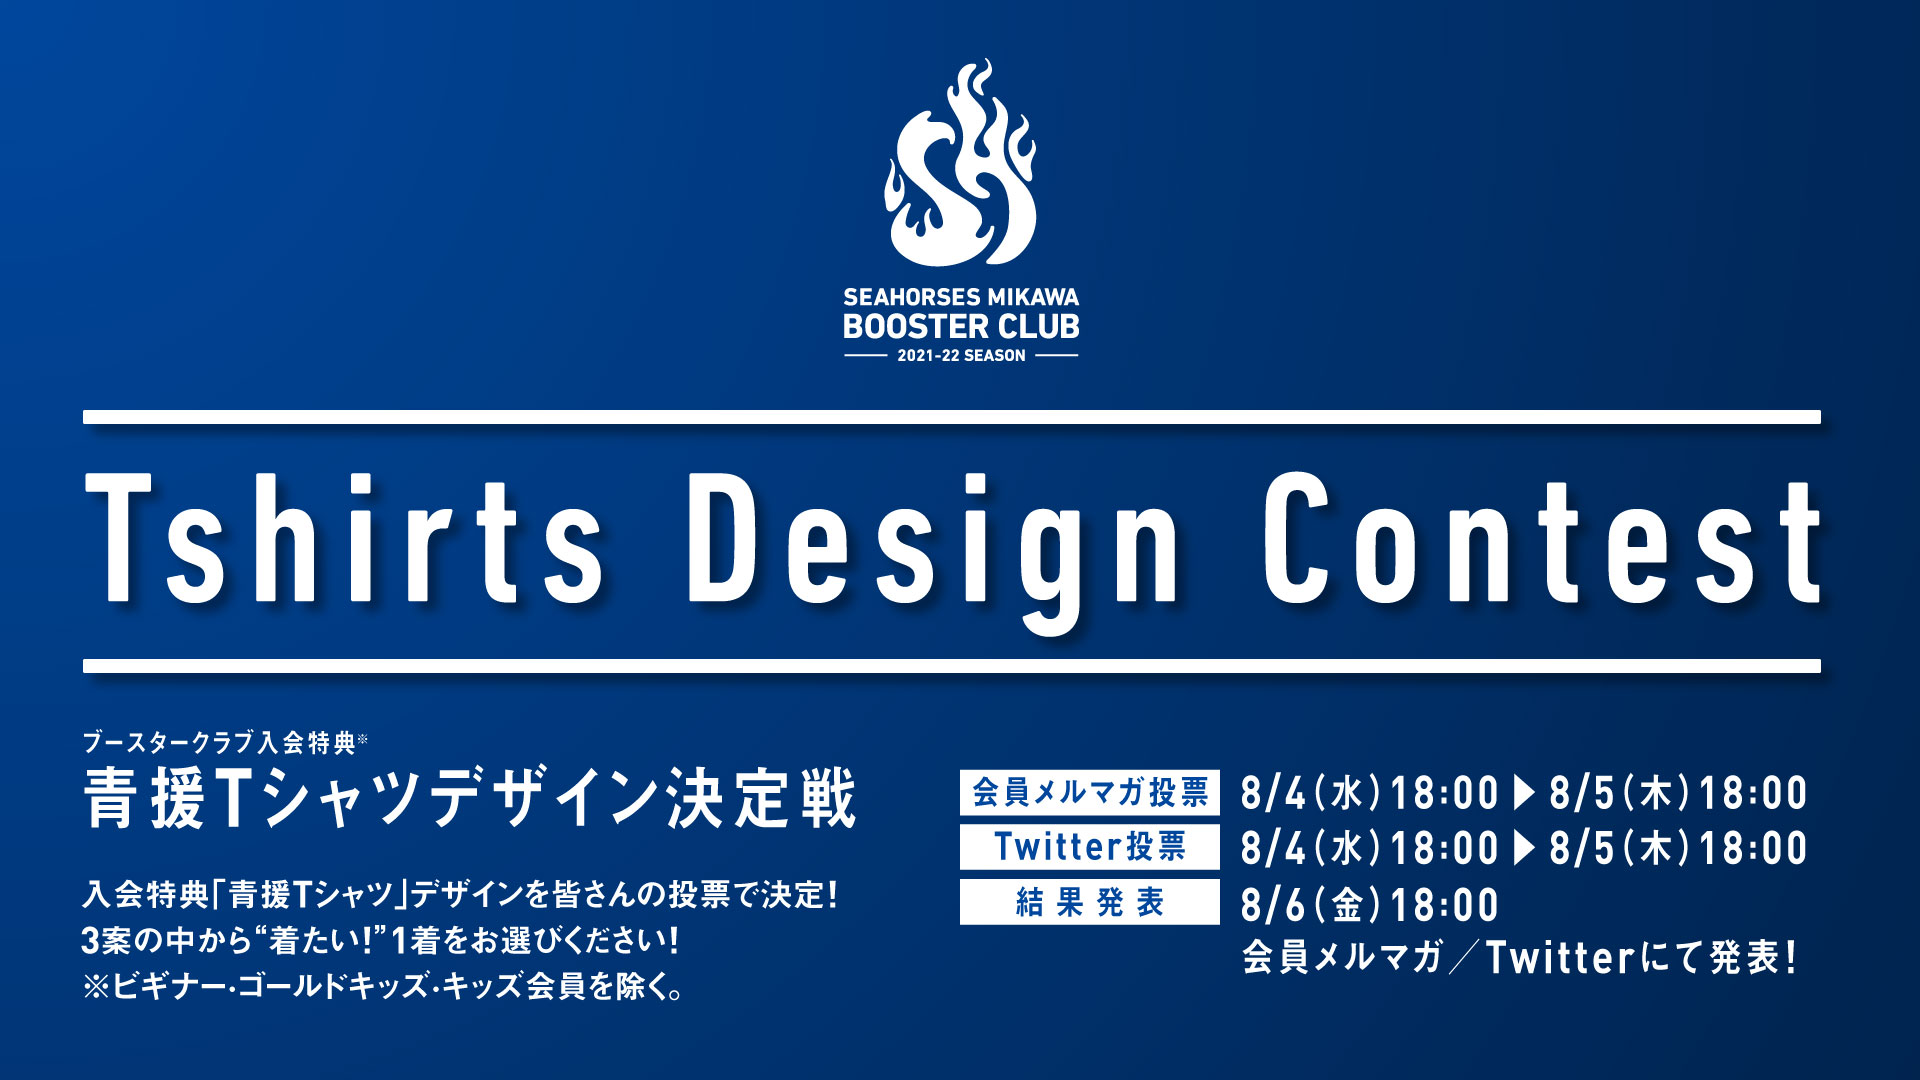 SEAHORSES MIKAWA
BOOSTER CLUB
2021-22 SEASON
Tshirts Design Contest
ブースタークラブ入会特典※
青援Tシャツデザイン決定戦
入会特典「青援Tシャツ」デザインを皆さんの投票で決定!
3案の中から“着たい!”1着をお選びください!
※ビギナー・ゴールドキッズ・キッズ会員を除く。
会員メルマガ投票 8/4(水)18:00▶8/5(木)18:00
Twitter投票 8/4(水)18:00▶8/5(木)18:00
結果発表 8/6(金)18:00
会員メルマガ/Twitterにて発表!